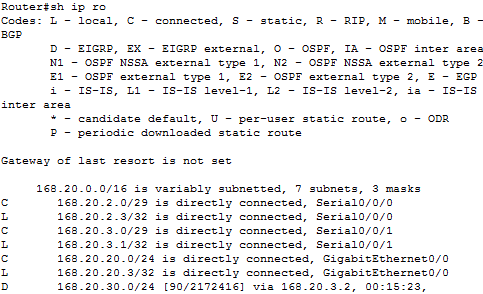 Router#sh ip ro
Codes: L - local, C - connected, S - static, R - RIP, M - mobile, B -
BGP
D - EIGRP, EX - EIGRP external, O - OSPF, IA - OSPF inter area
N1 - OSPF NSSA external type 1, N2 - OSPF NSSA external type 2
E1 - OSPF external type 1, E2 - OSPF external type 2, E - EGP
i - IS-IS, L1 - IS-IS level-1, L2 - IS-IS level-2, ia - IS-IS
inter area
* - candidate default, U - per-user static route, o - ODR
P - periodic downloaded static route
Gateway of last resort is not set
168.20.0.0/16 is variably subnetted, 7 subnets, 3 masks
C 168.20.2.0/29 is directly connected, Serial0/0/0
L 168.20.2.3/32 is directly connected, Serial0/0/0
C 168.20.3.0/29 is directly connected, Serial0/0/1
L 168.20.3.1/32 is directly connected, Serial0/0/1
C 168.20.20.0/24 is directly connected, GigabitEthernet0/0
L 168.20.20.3/32 is directly connected, GigabitEthernet0/0
D 168.20.30.0/24 [90/2172416] via 168.20.3.2, 00:15:23,